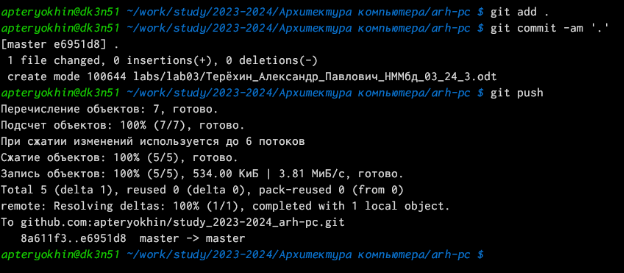 apteryokhin@dk3n51 ~/work/study/2023-2024/Архитектура компьютера/arh-pc $ git add .
apteryokhin@dk3n51 ~/work/study/2023-2024/Архитектура компьютера/arh-pc $ git commit -am '.'
[master e6951d8] .
 1 file changed, 0 insertions(+), 0 deletions(-)
 create mode 100644 labs/lab03/Терёхин_Александр_Павлович_НММбд_03_24_3.odt
apteryokhin@dk3n51 ~/work/study/2023-2024/Архитектура компьютера/arh-pc $ git push
Перечисление объектов: 7, готово.
Подсчет объектов: 100% (7/7), готово.
При сжатии изменений используется до 6 потоков
Сжатие объектов: 100% (5/5), готово.
Запись объектов: 100% (5/5), 534.00 КиБ | 3.81 МиБ/с, готово.
Total 5 (delta 1), reused 0 (delta 0), pack-reused 0 (from 0)
remote: Resolving deltas: 100% (1/1), completed with 1 local object.
To github.com:apteryokhin/study_2023-2024_arh-pc.git
   8a611f3..e6951d8  master -> master
apteryokhin@dk3n51 ~/work/study/2023-2024/Архитектура компьютера/arh-pc $